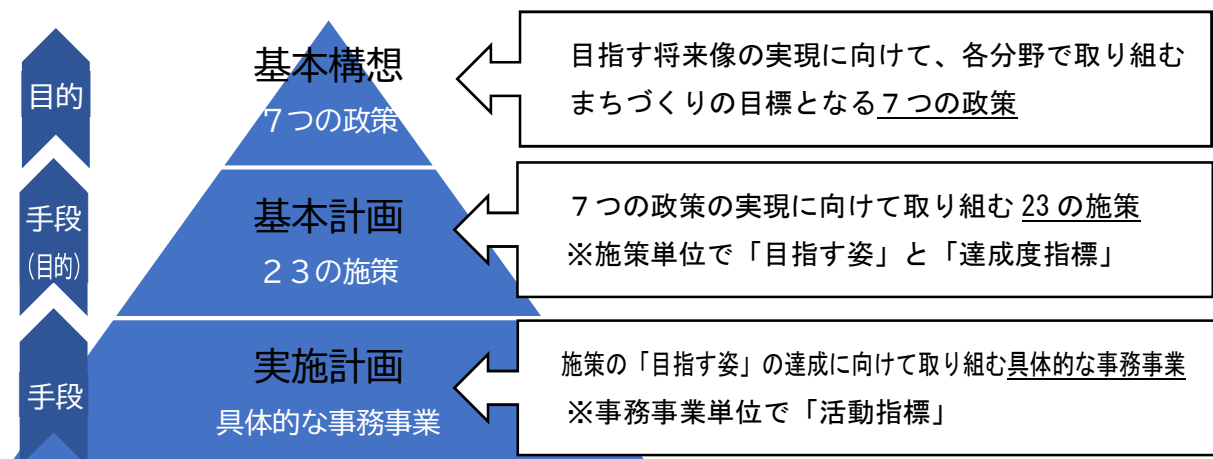 目的
基本構想
７つの政策
目指す将来像の実現に向けて、各分野で取り組む
まちづくりの目標となる７つの政策
手段
(目的)
基本計画
２３の施策
７つの政策の実現に向けて取り組む 23 の施策
※施策単位で「目指す姿」と「達成度指標」
手段
実施計画
具体的な事務事業
施策の「目指す姿」の達成に向けて取り組む具体的な事務事業
※事務事業単位で「活動指標」